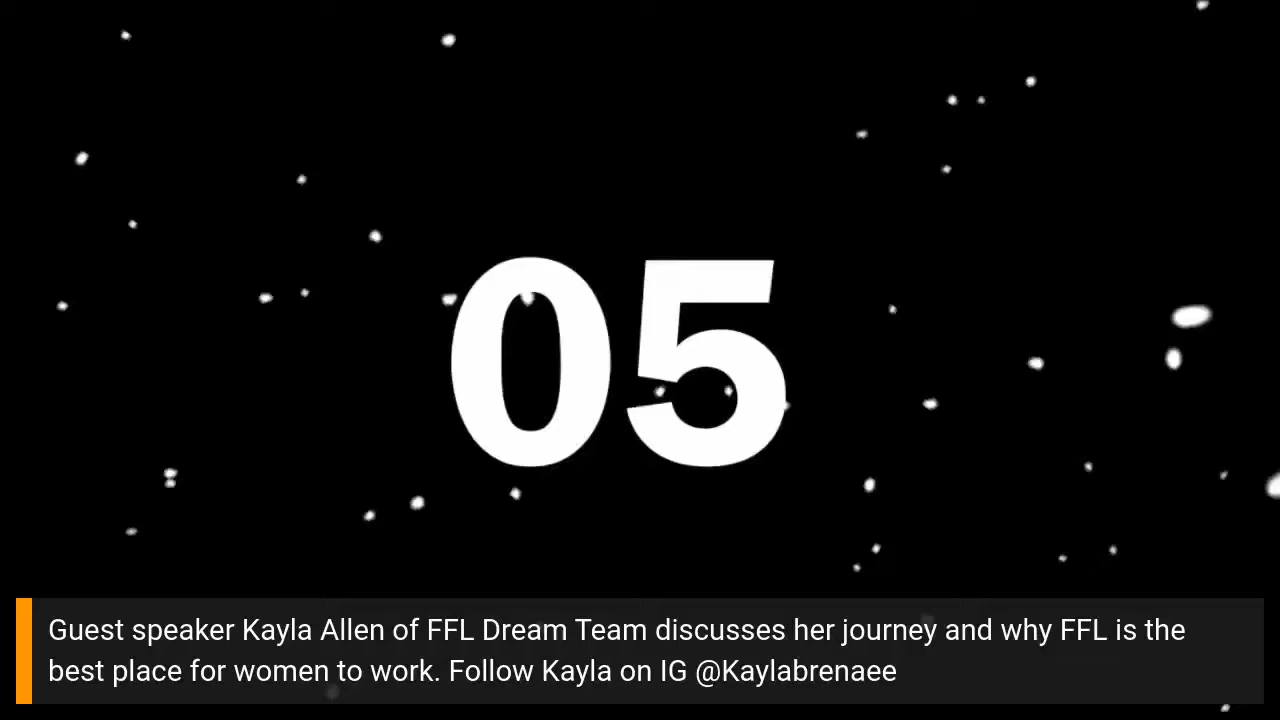 05
Guest speaker Kayla Allen of FFL Dream Team discusses her journey and why FFL is the
best place for women to work. Follow Kayla on IG @Kaylabrenaee